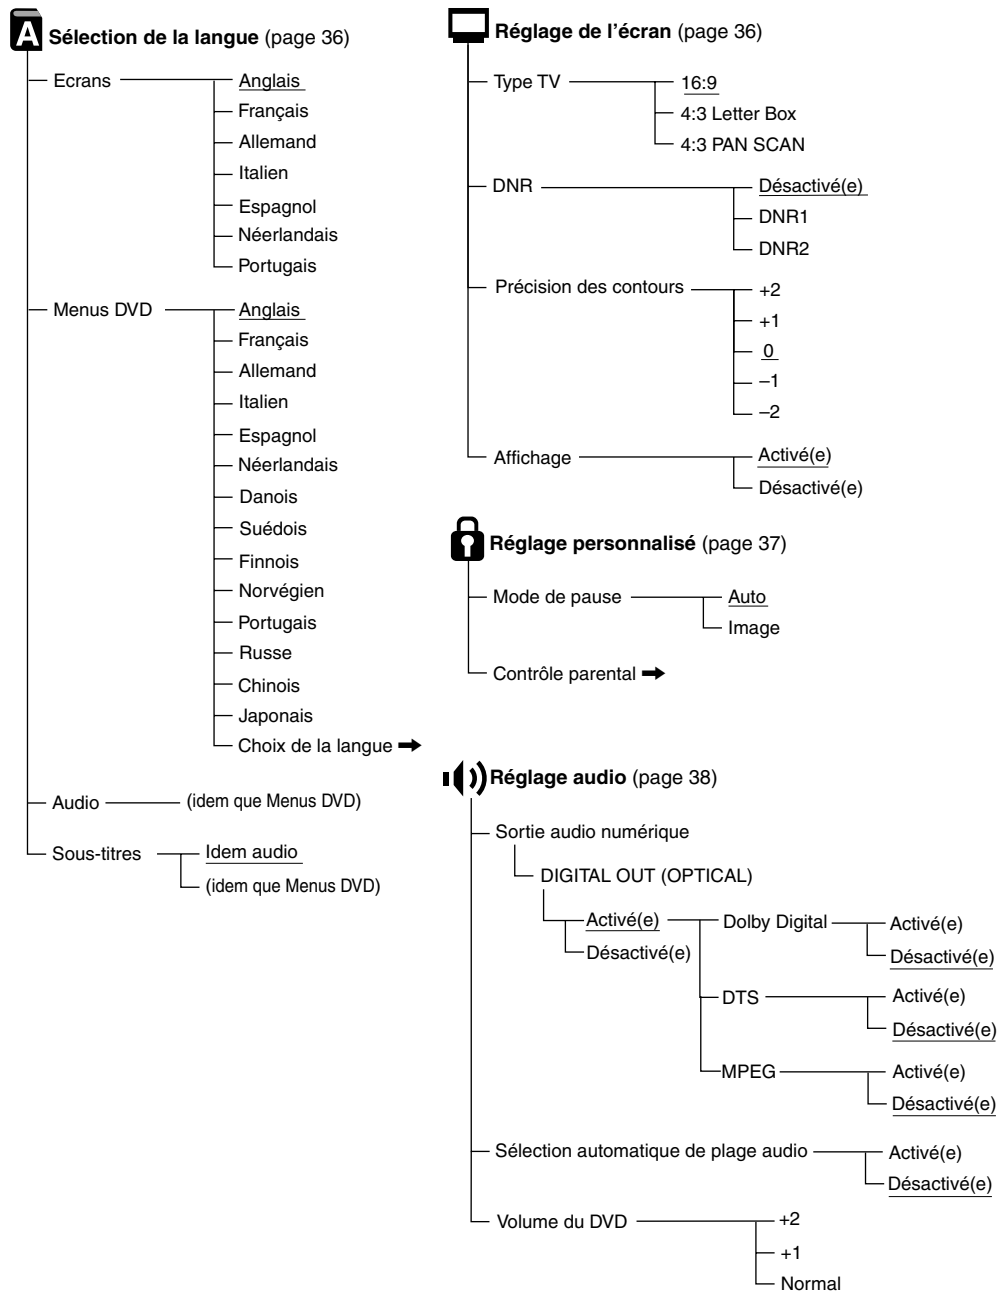 A Sélection de la langue (page 36)
Ecrans
Anglais
Français
Allemand
Italien
Espagnol
Néerlandais
Portugais
Menus DVD
Anglais
Français
Allemand
Italien
Espagnol
Néerlandais
Danois
Suédois
Finnois
Norvégien
Portugais
Russe
Chinois
Japonais
Choix de la langue ➡
Audio
(idem que Menus DVD)
Sous-titres
Idem audio
(idem que Menus DVD)
Réglage de l'écran (page 36)
Type TV
16:9
4:3 Letter Box
4:3 PAN SCAN
DNR
Désactivé(e)
DNR1
DNR2
Précision des contours
+2
+1
0
–1
–2
Affichage
Activé(e)
Désactivé(e)
Réglage personnalisé (page 37)
Mode de pause
Auto
Image
Contrôle parental ➡
Réglage audio (page 38)
Sortie audio numérique
DIGITAL OUT (OPTICAL)
Activé(e)
Désactivé(e)
Dolby Digital
Activé(e)
Désactivé(e)
DTS
Activé(e)
Désactivé(e)
MPEG
Activé(e)
Désactivé(e)
Sélection automatique de plage audio
Activé(e)
Désactivé(e)
Volume du DVD
+2
+1
Normal